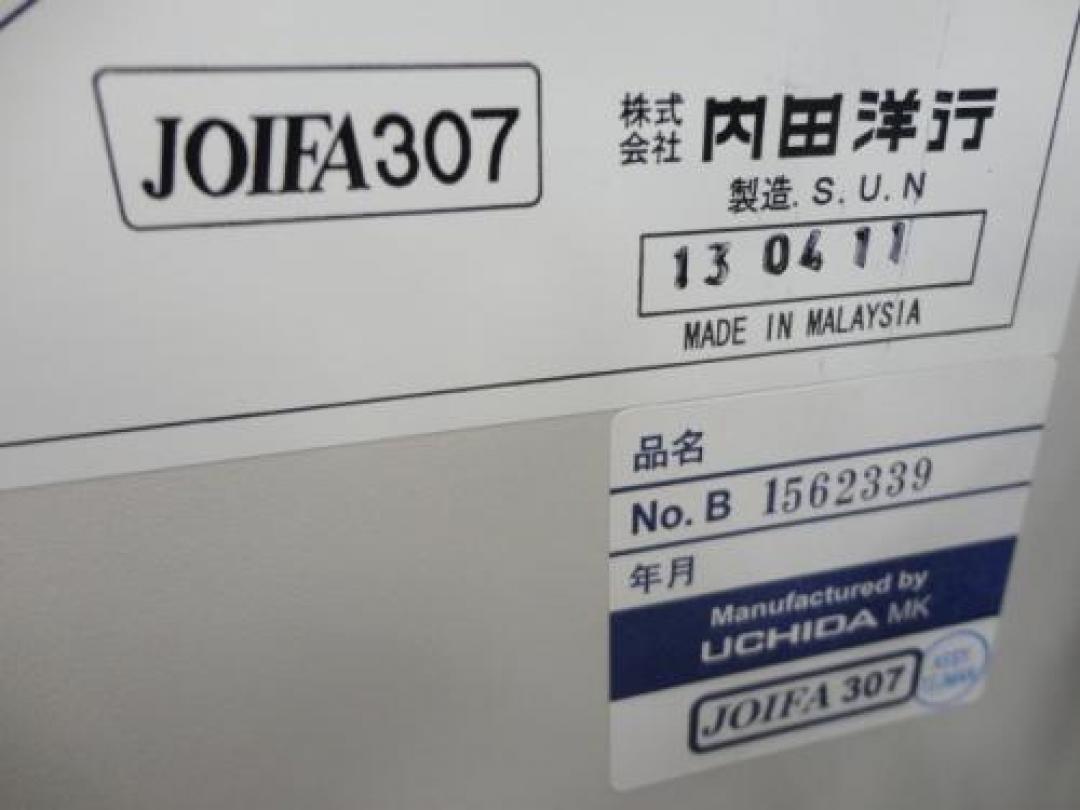 JOIFA307
株式会社 内田洋行
製造. S. U. N
13 04 11
MADE IN MALAYSIA
品名
No. B 1562339
年月
Manufactured by
UCHIDA MK
JOIFA 307